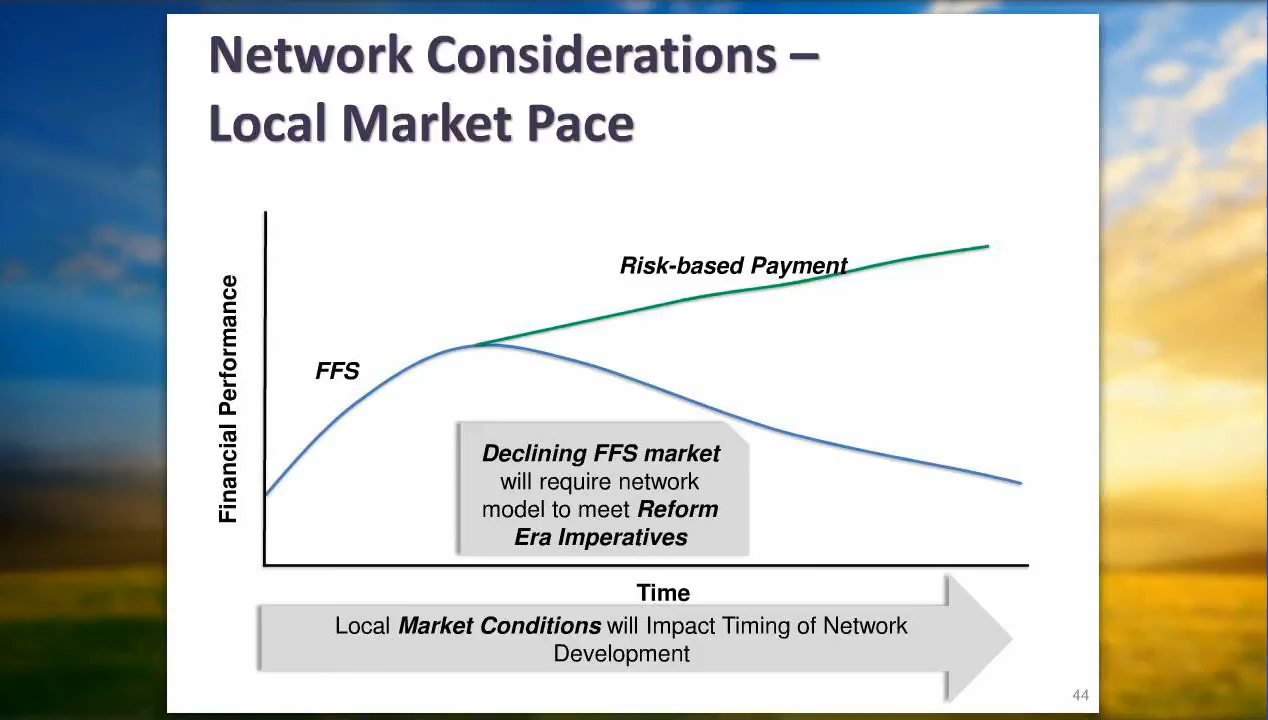 Network Considerations –
Local Market Pace
Risk-based Payment
FFS
Financial Performance
Declining FFS market
will require network
model to meet Reform
Era Imperatives
Time
Local Market Conditions will Impact Timing of Network
Development
44